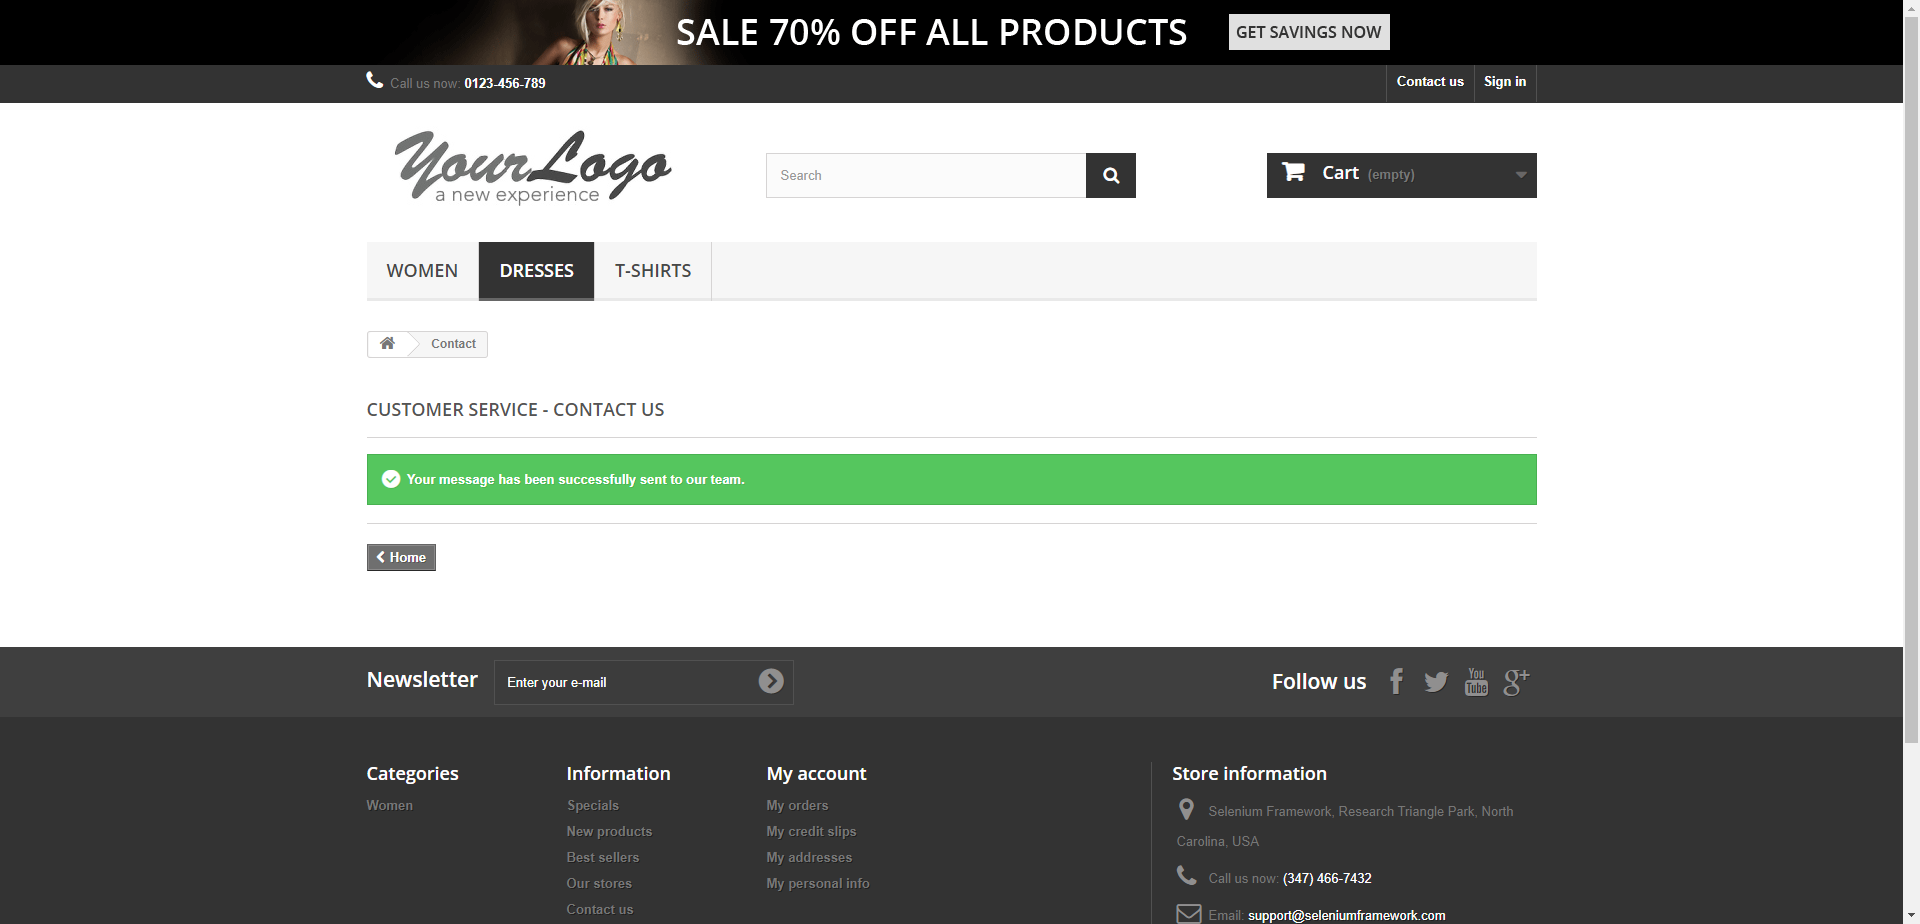 SALE 70% OFF ALL PRODUCTS GET SAVINGS NOW
Call us now: 0123-456-789 Contact us Sign in
YourLogo
a new experience
Search
Cart (empty)
WOMEN DRESSES T-SHIRTS
Contact
CUSTOMER SERVICE - CONTACT US
Your message has been successfully sent to our team.
Home
Newsletter Enter your e-mail
Follow us You Tube g+
Categories
Women
Information
Specials
New products
Best sellers
Our stores
Contact us
My account
My orders
My credit slips
My addresses
My personal info
Store information
Selenium Framework, Research Triangle Park, North
Carolina, USA
Call us now: (347) 466-7432
Email: support@seleniumframework.com